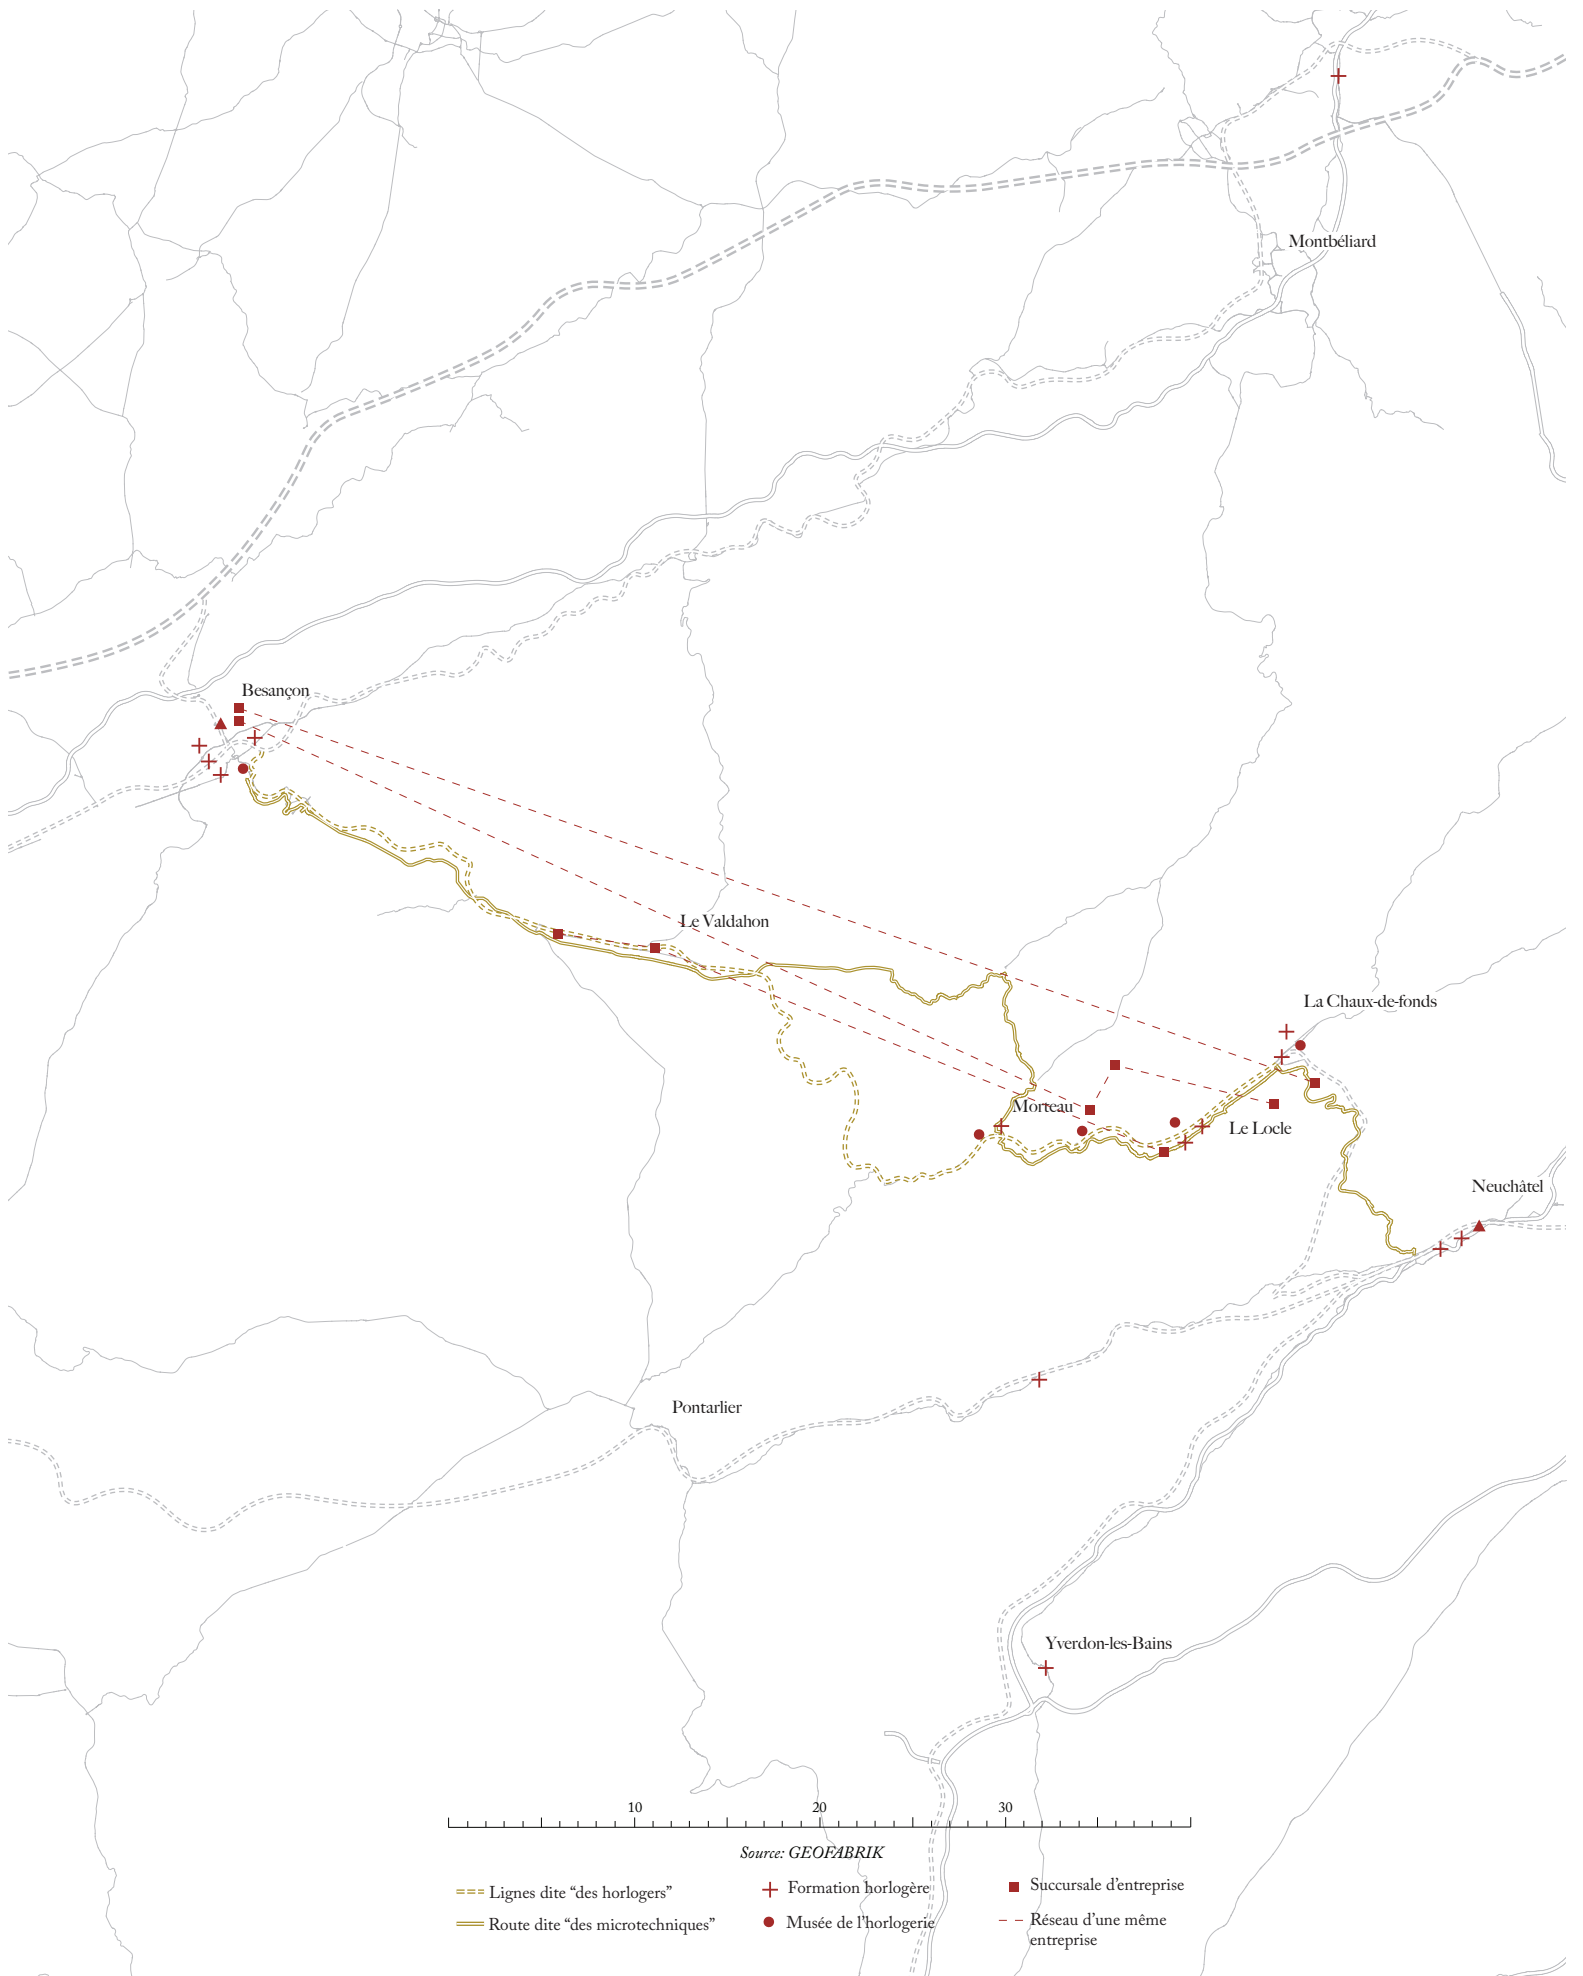 Montbéliard
Besançon
Le Valdahon
La Chaux-de-fonds
Morteau
Le Locle
Neuchâtel
Pontarlier
Yverdon-les-Bains
10 20 30
Source: GEOFABRIK
Lignes dite “des horlogers”
Route dite “des microtechniques”
Formation horlogère
Musée de l’horlogerie
Succursale d’entreprise
Réseau d’une même
entreprise